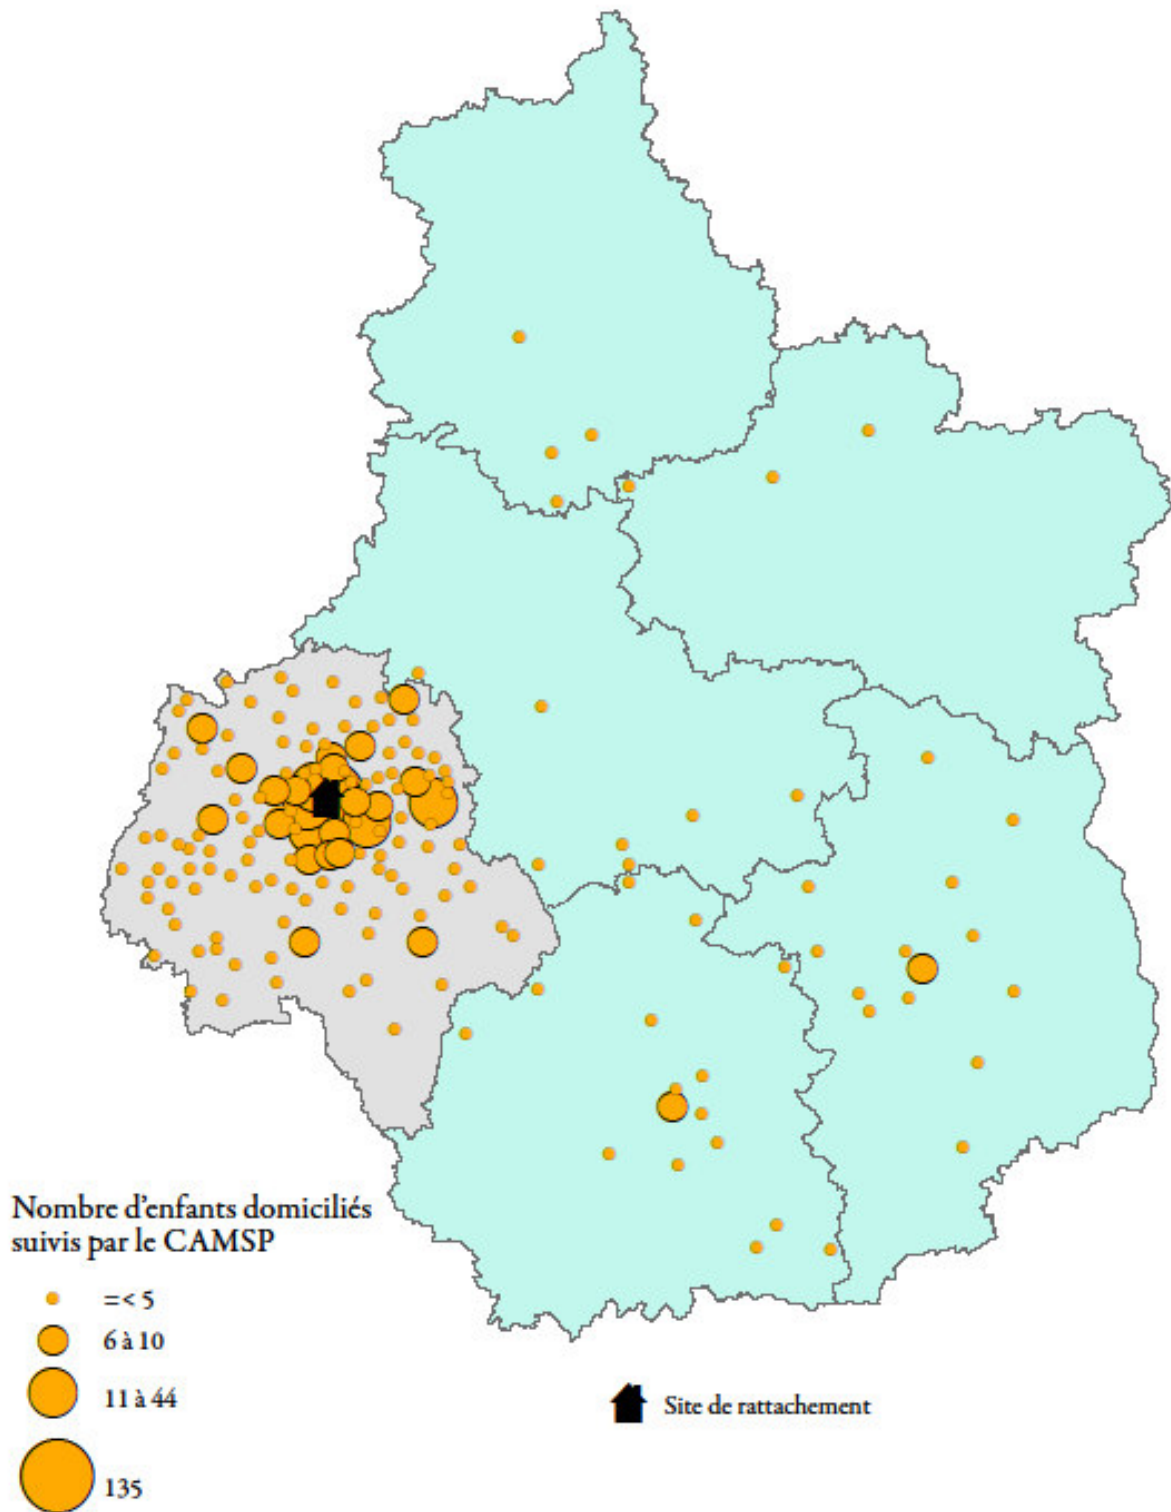 Nombre d'enfants domiciliés
suivis par le CAMSP
=< 5
6 à 10
11 à 44
135
Site de rattachement